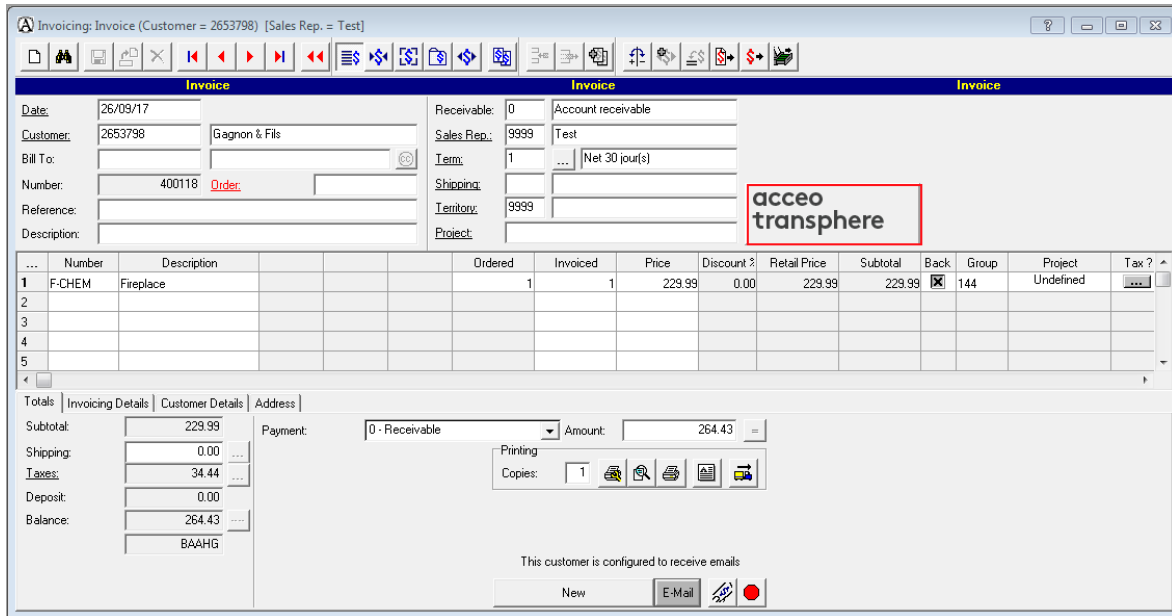 Invoicing: Invoice (Customer = 2653798) [Sales Rep. = Test]
Invoice Invoice Invoice
Date: 26/09/17 Receivable: 0 Account receivable
Customer: 2653798 Gagnon & Fils Sales Rep.: 9999 Test
Bill To: cc Term: 1 ... Net 30 jour(s)
Number: 400118 Order: Shipping:
Reference: Territory: 9999
Description: Project:
acceo
transphere
... Number Description Ordered Invoiced Price Discount % Retail Price Subtotal Back Group Project Tax ?
1 F-CHEM Fireplace 1 1 229.99 0.00 229.99 229.99 144 Undefined ...
2
3
4
5
Totals Invoicing Details Customer Details Address
Subtotal: 229.99 Payment: 0 - Receivable Amount: 264.43 =
Shipping: 0.00 ... Printing
Taxes: 34.44 ... Copies: 1
Deposit: 0.00
Balance: 264.43 ...
BAAHG
This customer is configured to receive emails
New E-Mail